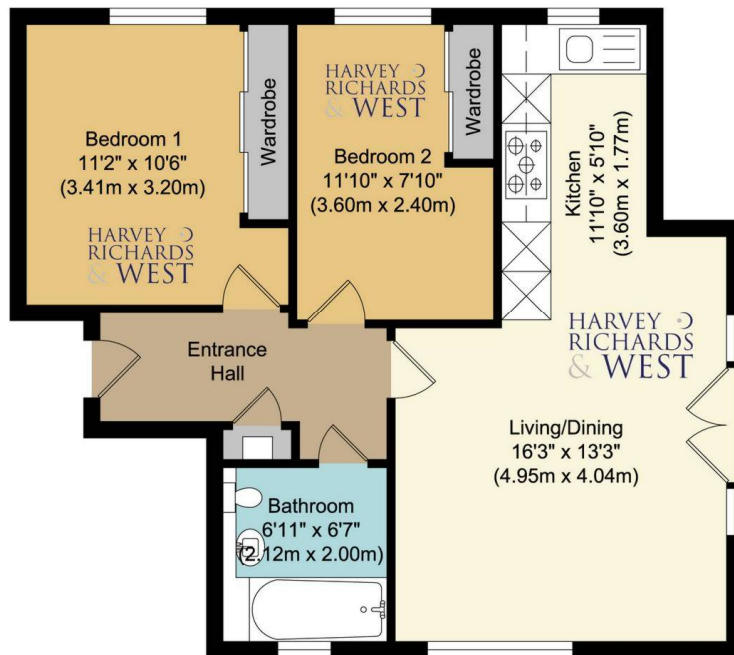 Bedroom 1
11'2" x 10'6"
(3.41m x 3.20m)
HARVEY
RICHARDS
& WEST
Wardrobe
HARVEY
RICHARDS
& WEST
Bedroom 2
11'10" x 7'10"
(3.60m x 2.40m)
Wardrobe
Kitchen
11'10" x 5'10"
(3.60m x 1.77m)
HARVEY
RICHARDS
& WEST
Entrance
Hall
Living/Dining
16'3" x 13'3"
(4.95m x 4.04m)
Bathroom
6'11" x 6'7"
(2.12m x 2.00m)